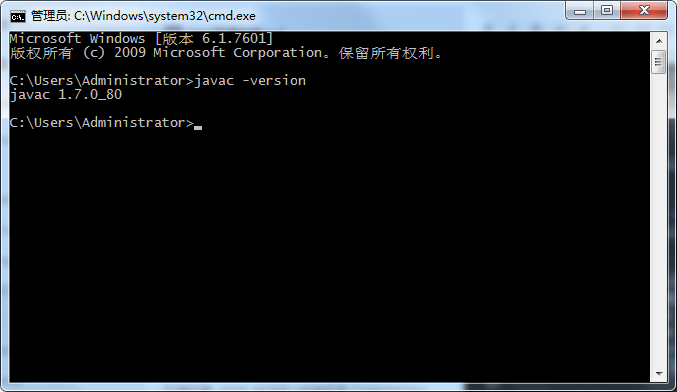 管理员: C:\Windows\system32\cmd.exe
Microsoft Windows [版本 6.1.7601]
版权所有 (c) 2009 Microsoft Corporation。保留所有权利。
C:\Users\Administrator>javac -version
javac 1.7.0_80
C:\Users\Administrator>_